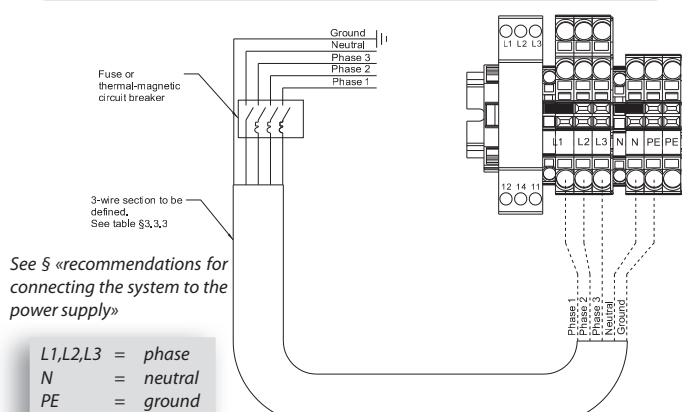 Ground
Neutral
Phase 3
Phase 2
Phase 1
Fuse or
thermal-magnetic
circuit breaker
3-wire section to be
defined.
See table §3.3.3
See § «recommendations for
connecting the system to the
power supply»
L1,L2,L3 = phase
N = neutral
PE = ground
L1 L2 L3
L1 L2 L3 N N PE PE
12 14 11
Phase 1
Phase 2
Phase 3
Neutral
Ground